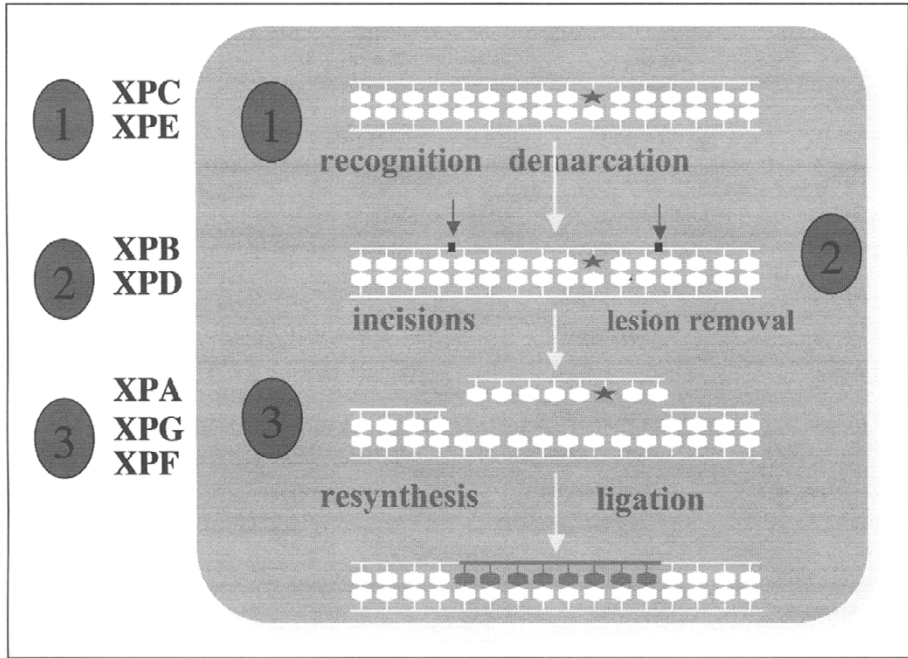 1 XPC
XPE
1
recognition demarcation
2 XPB
XPD
2
incisions lesion removal
3 XPA
XPG
XPF
3
resynthesis ligation